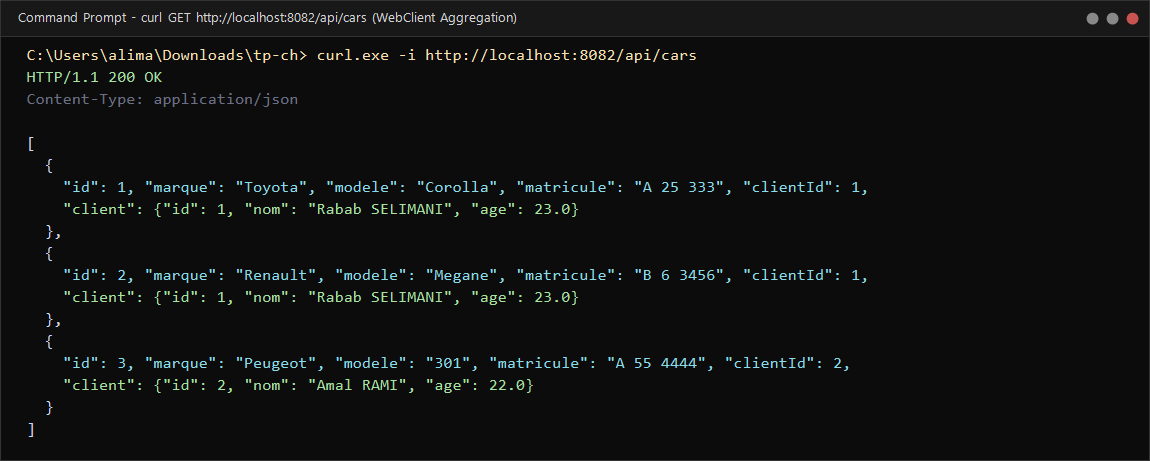 Command Prompt - curl GET http://localhost:8082/api/cars (WebClient Aggregation)
C:\Users\alima\Downloads\tp-ch> curl.exe -i http://localhost:8082/api/cars
HTTP/1.1 200 OK
Content-Type: application/json
[
  {
    "id": 1, "marque": "Toyota", "modele": "Corolla", "matricule": "A 25 333", "clientId": 1,
    "client": {"id": 1, "nom": "Rabab SELIMANI", "age": 23.0}
  },
  {
    "id": 2, "marque": "Renault", "modele": "Megane", "matricule": "B 6 3456", "clientId": 1,
    "client": {"id": 1, "nom": "Rabab SELIMANI", "age": 23.0}
  },
  {
    "id": 3, "marque": "Peugeot", "modele": "301", "matricule": "A 55 4444", "clientId": 2,
    "client": {"id": 2, "nom": "Amal RAMI", "age": 22.0}
  }
]